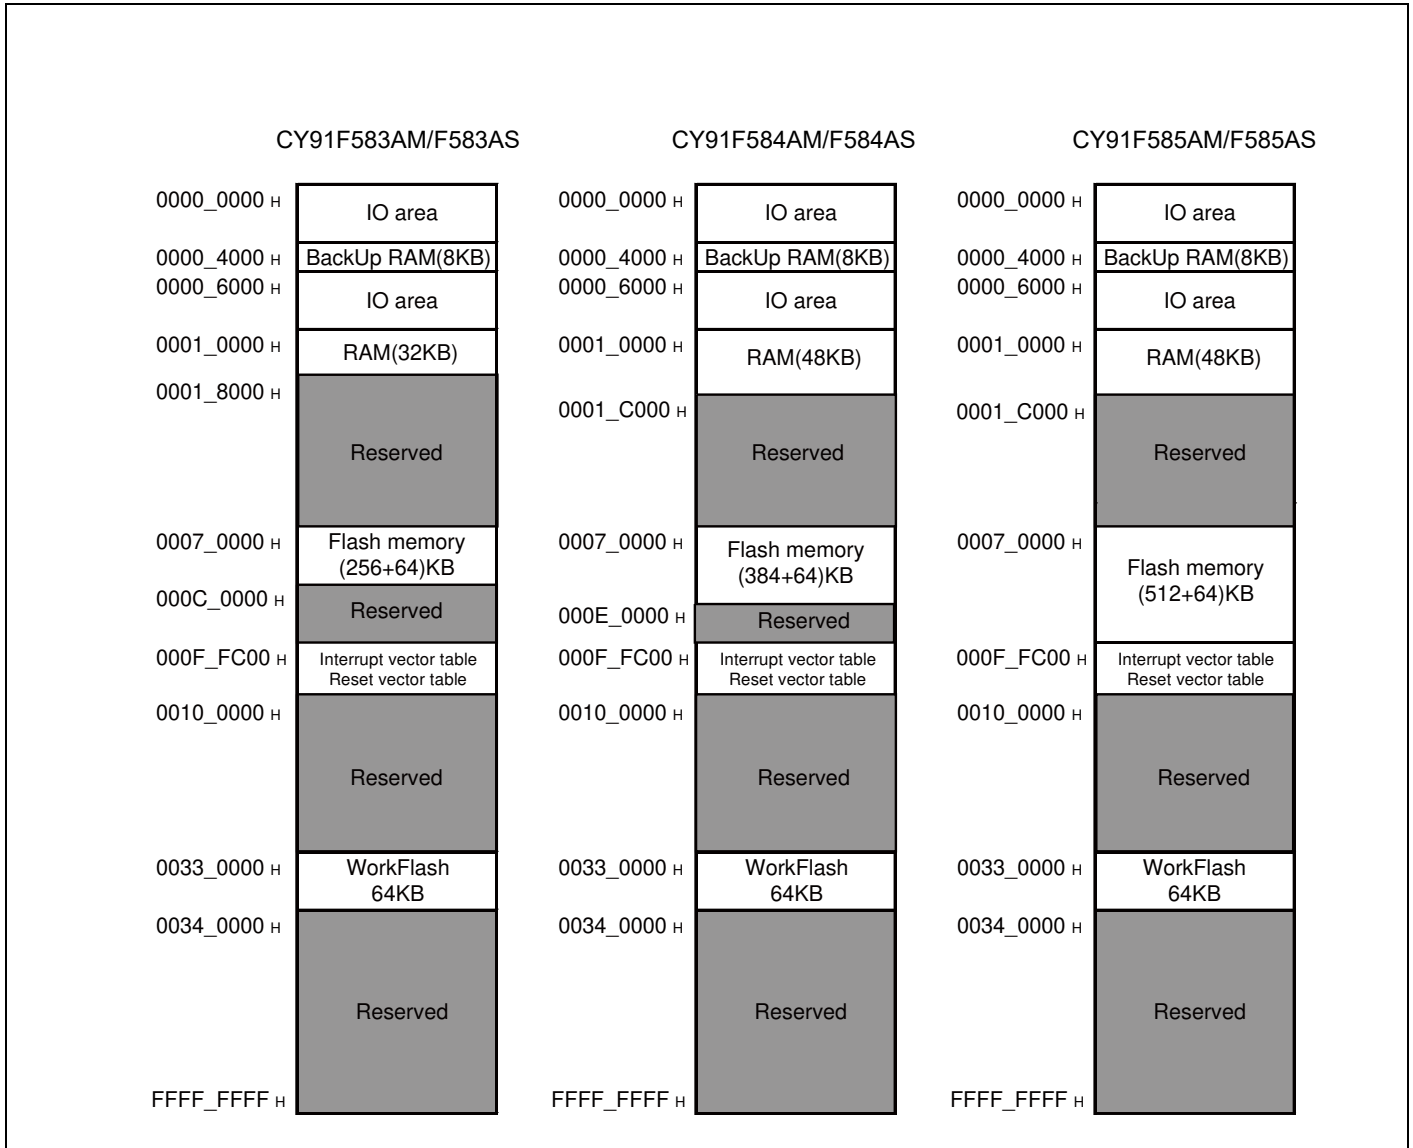 CY91F583AM/F583AS
0000_0000 H
IO area
0000_4000 H
BackUp RAM(8KB)
0000_6000 H
IO area
0001_0000 H
RAM(32KB)
0001_8000 H
Reserved
0007_0000 H
Flash memory
(256+64)KB
000C_0000 H
Reserved
000F_FC00 H
Interrupt vector table
Reset vector table
0010_0000 H
Reserved
0033_0000 H
WorkFlash
64KB
0034_0000 H
Reserved
FFFF_FFFF H
CY91F584AM/F584AS
0000_0000 H
IO area
0000_4000 H
BackUp RAM(8KB)
0000_6000 H
IO area
0001_0000 H
RAM(48KB)
0001_C000 H
Reserved
0007_0000 H
Flash memory
(384+64)KB
000E_0000 H
Reserved
000F_FC00 H
Interrupt vector table
Reset vector table
0010_0000 H
Reserved
0033_0000 H
WorkFlash
64KB
0034_0000 H
Reserved
FFFF_FFFF H
CY91F585AM/F585AS
0000_0000 H
IO area
0000_4000 H
BackUp RAM(8KB)
0000_6000 H
IO area
0001_0000 H
RAM(48KB)
0001_C000 H
Reserved
0007_0000 H
Flash memory
(512+64)KB
000F_FC00 H
Interrupt vector table
Reset vector table
0010_0000 H
Reserved
0033_0000 H
WorkFlash
64KB
0034_0000 H
Reserved
FFFF_FFFF H